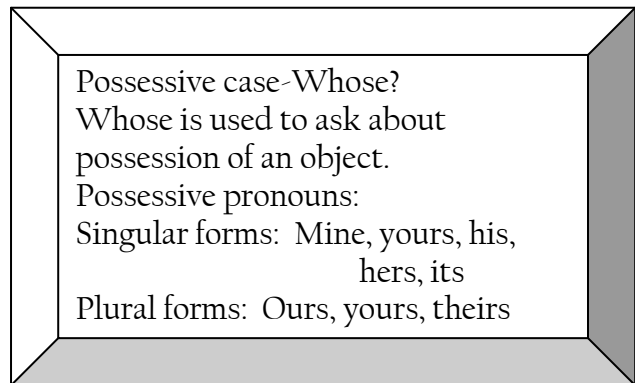 Possessive case-Whose?
Whose is used to ask about
possession of an object.
Possessive pronouns:
Singular forms:  Mine, yours, his,
hers, its
Plural forms:  Ours, yours, theirs